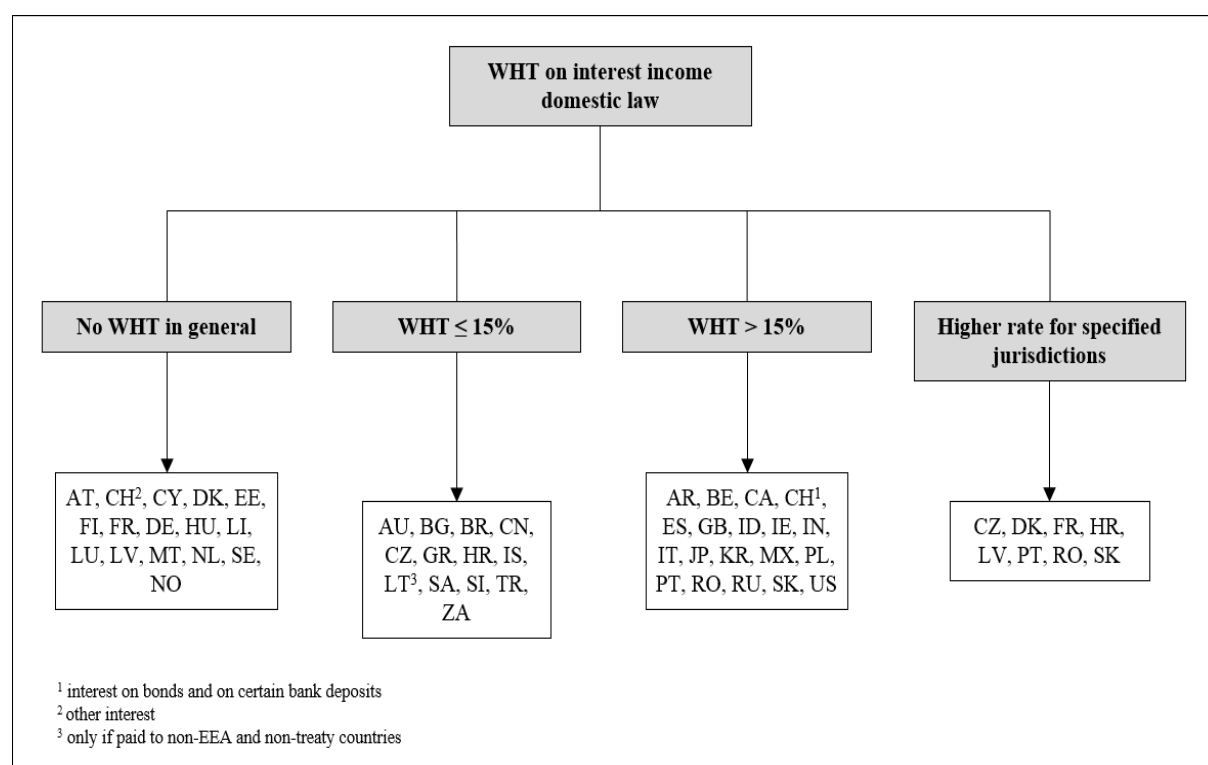 WHT on interest income
domestic law
No WHT in general
WHT ≤ 15%
WHT > 15%
Higher rate for specified
jurisdictions
AT, CH², CY, DK, EE,
FI, FR, DE, HU, LI,
LU, LV, MT, NL, SE,
NO
AU, BG, BR, CN,
CZ, GR, HR, IS,
LT³, SA, SI, TR,
ZA
AR, BE, CA, CH¹,
ES, GB, ID, IE, IN,
IT, JP, KR, MX, PL,
PT, RO, RU, SK, US
CZ, DK, FR, HR,
LV, PT, RO, SK
¹ interest on bonds and on certain bank deposits
² other interest
³ only if paid to non-EEA and non-treaty countries